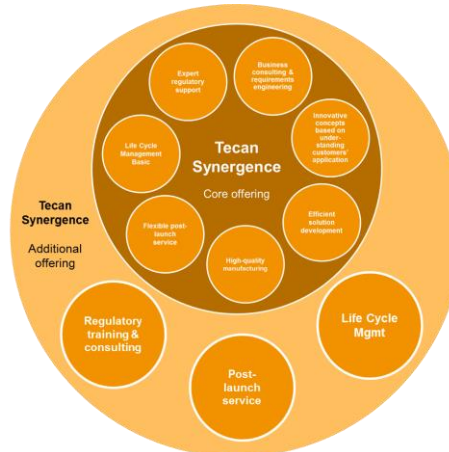 Business
consulting &
requirements
engineering
Expert
regulatory
support
Innovative
concepts
based on
under-
standing
customers'
application
Life Cycle
Management
Basic
Tecan
Synergence
Core offering
Tecan
Synergence
Additional
offering
Flexible post-
launch
service
Efficient
solution
development
High-quality
manufacturing
Regulatory
training &
consulting
Life Cycle
Mgmt
Post-
launch
service